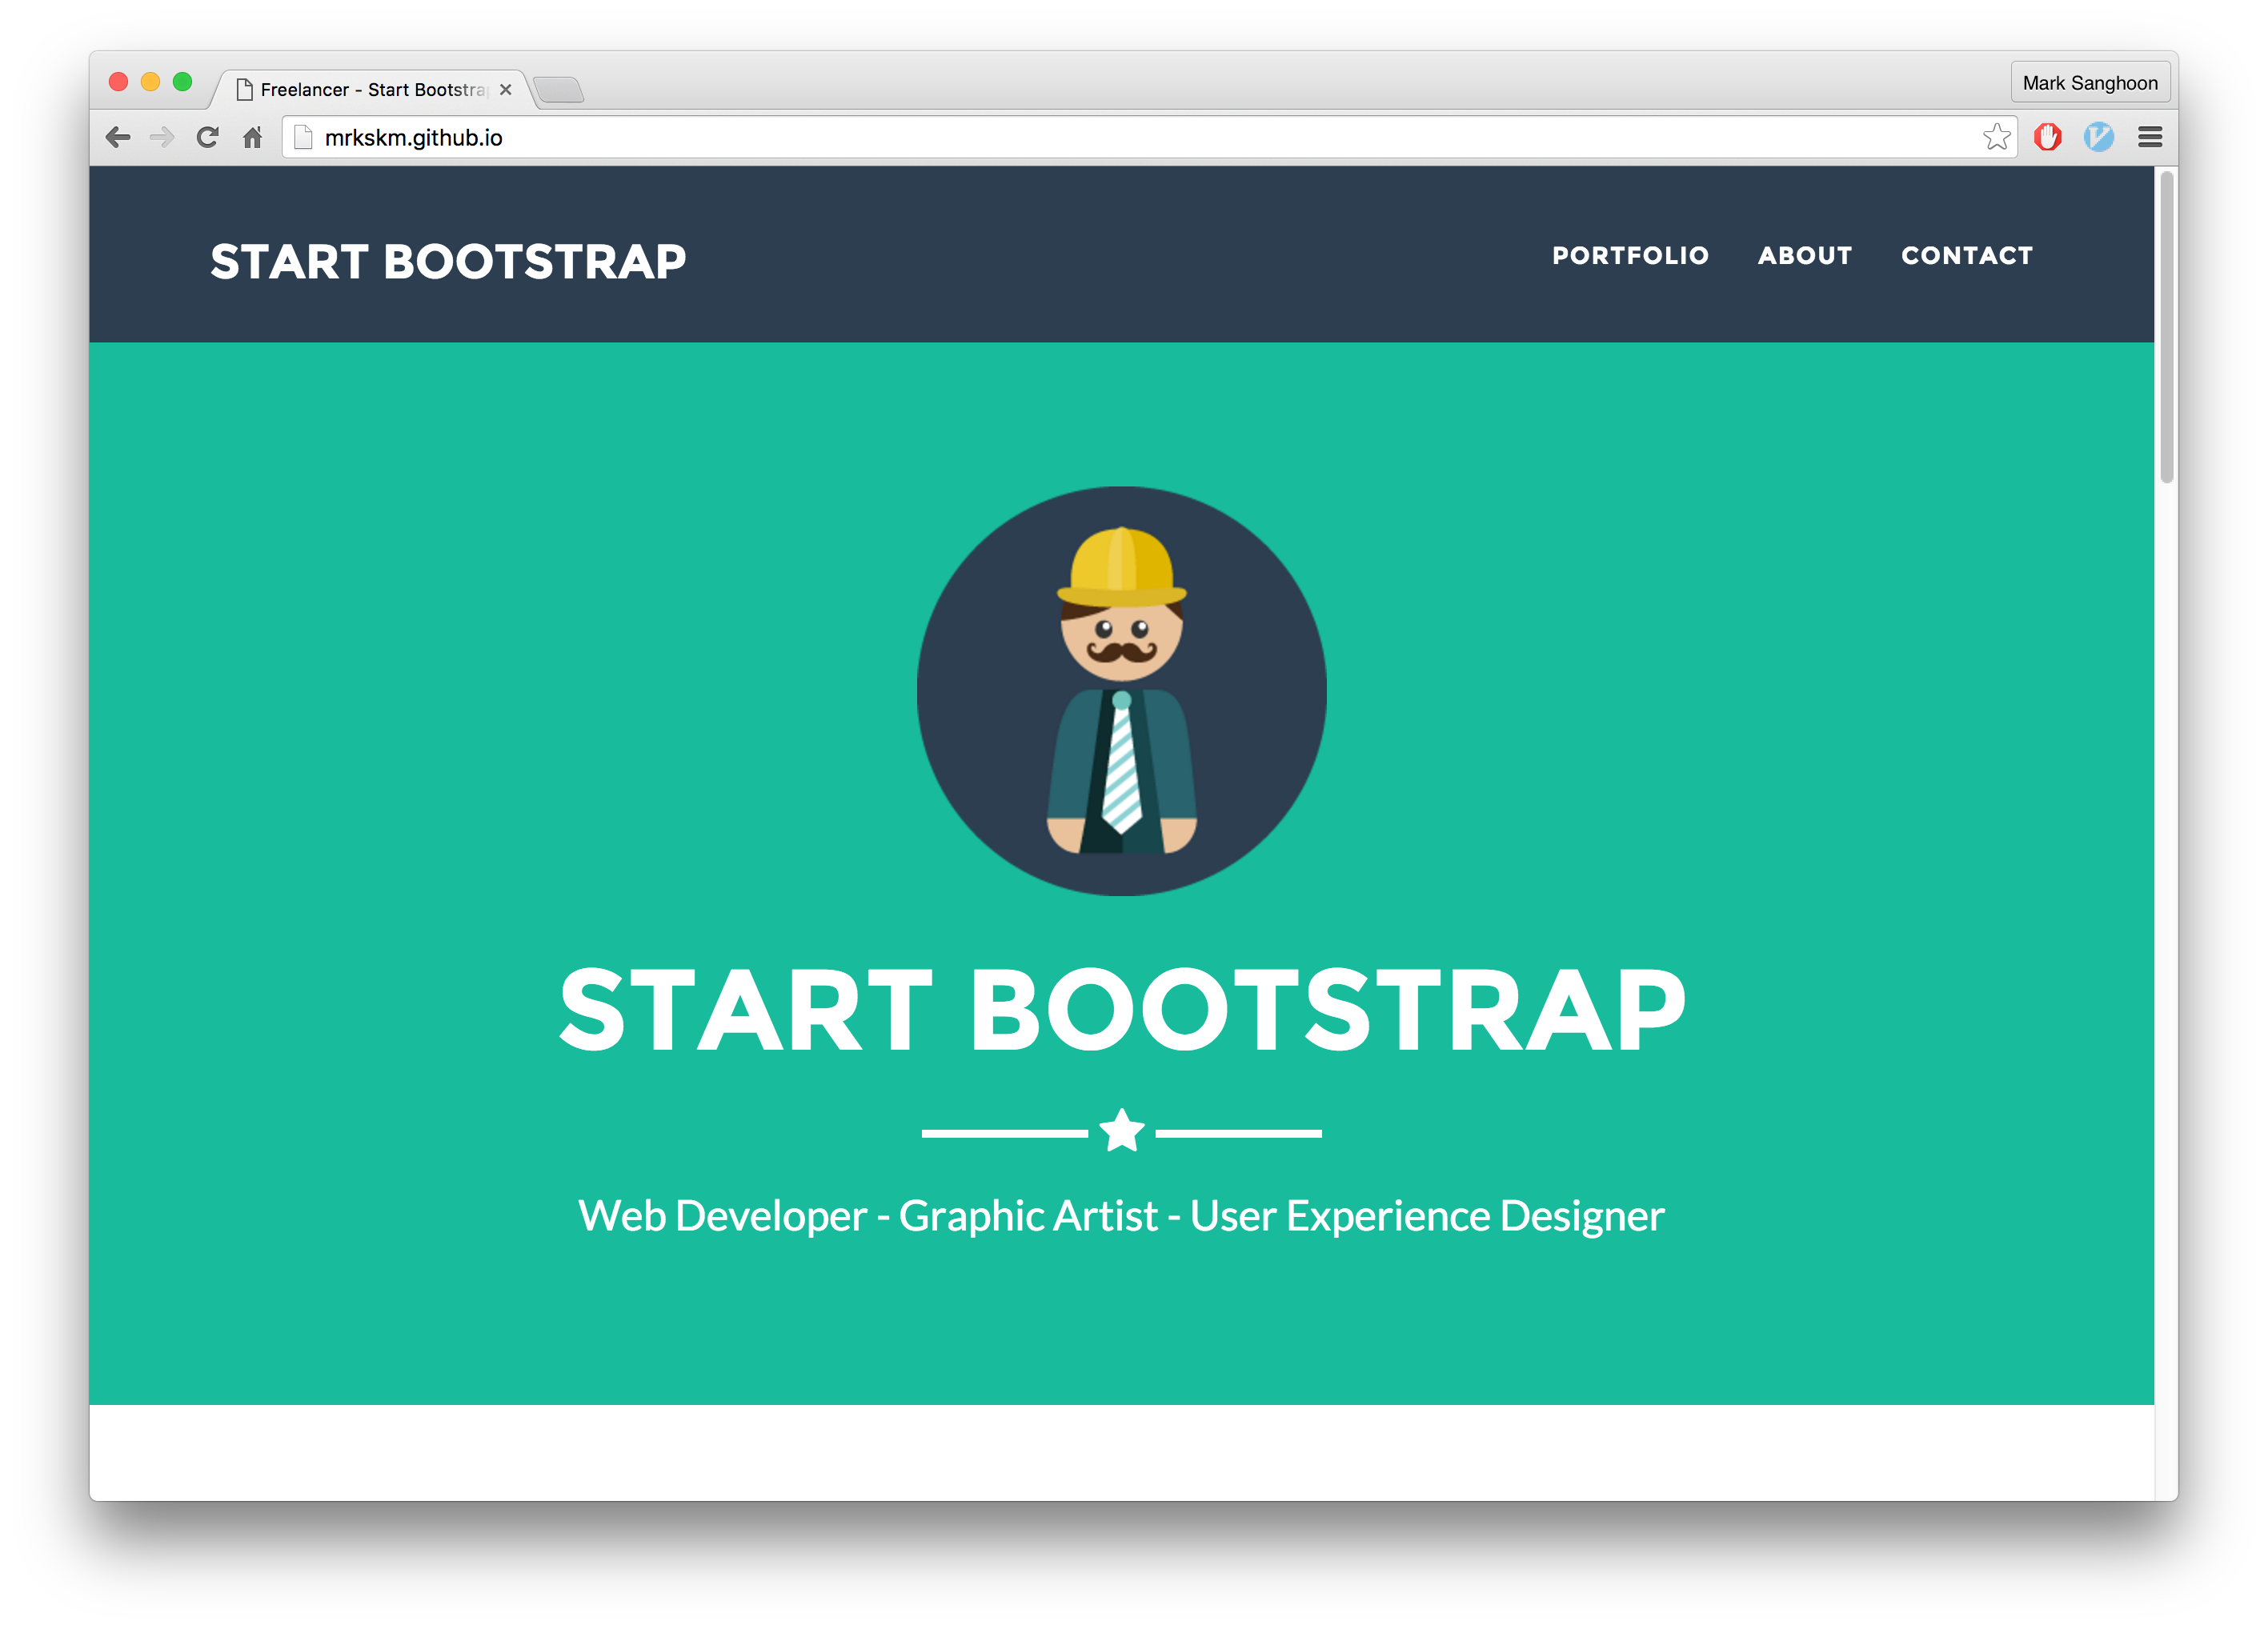 Freelancer - Start Bootstra
Mark Sanghoon
mrkskm.github.io
START BOOTSTRAP
PORTFOLIO ABOUT CONTACT
START BOOTSTRAP
Web Developer - Graphic Artist - User Experience Designer